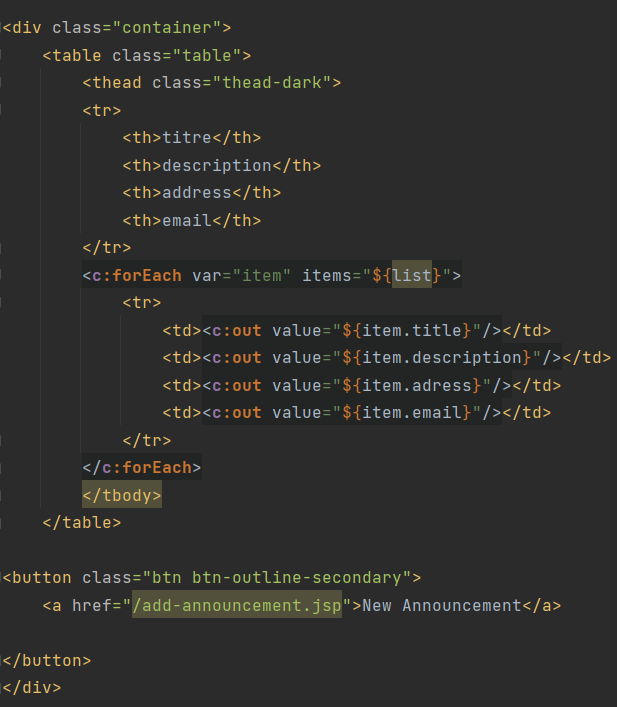 <div class="container">
<table class="table">
<thead class="thead-dark">
<tr>
<th>titre</th>
<th>description</th>
<th>address</th>
<th>email</th>
</tr>
<c:forEach var="item" items="${list}">
<tr>
<td><c:out value="${item.title}"/></td>
<td><c:out value="${item.description}"/></td>
<td><c:out value="${item.adress}"/></td>
<td><c:out value="${item.email}"/></td>
</tr>
</c:forEach>
</tbody>
</table>
<button class="btn btn-outline-secondary">
<a href="/add-announcement.jsp">New Announcement</a>
</button>
</div>